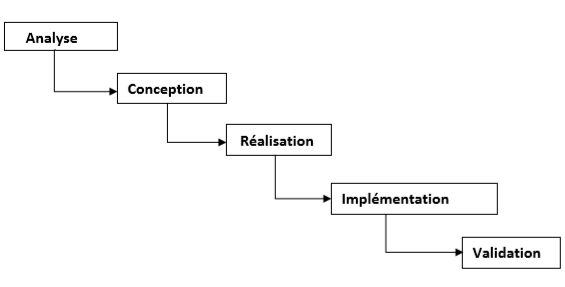 Analyse
Conception
Réalisation
Implémentation
Validation